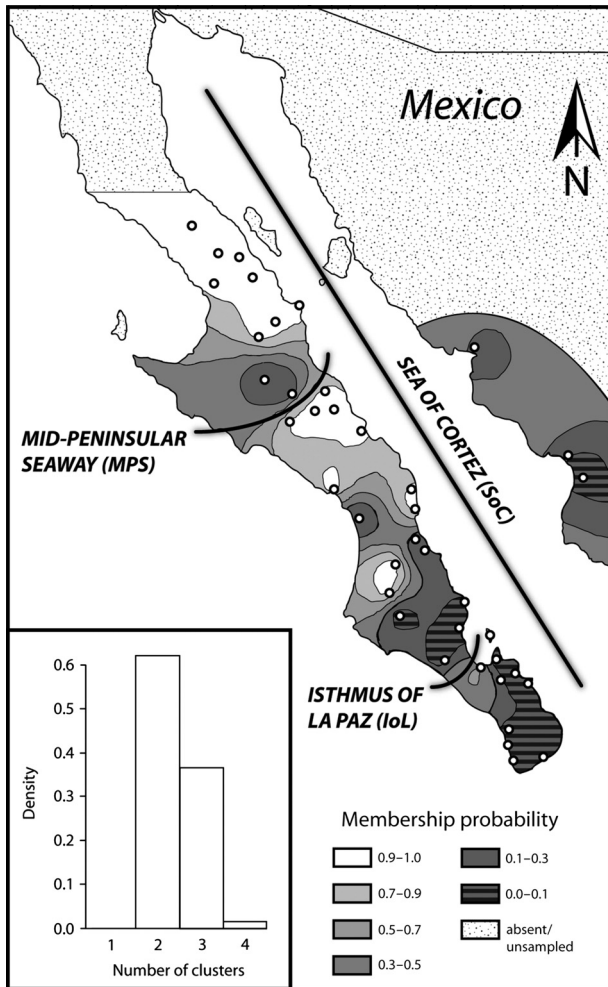 Mexico
N
SEA OF CORTEZ (SoC)
MID-PENINSULAR
SEAWAY (MPS)
ISTHMUS OF
LA PAZ (IoL)
0.6
0.5
0.4
0.3
0.2
0.1
0.0
Density
1 2 3 4
Number of clusters
Membership probability
0.9–1.0
0.7–0.9
0.5–0.7
0.3–0.5
0.1–0.3
0.0–0.1
absent/
unsampled